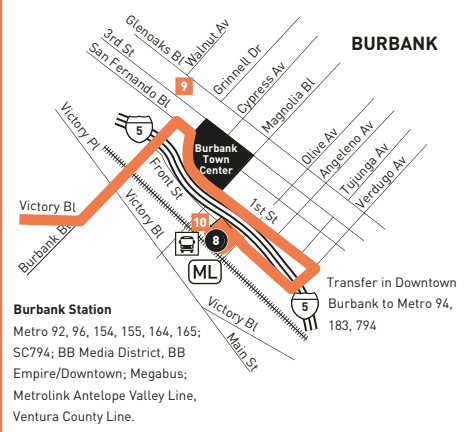 BURBANK
Glenoaks Bl
Walnut Av
3rd St
Grinnell Dr
San Fernando Bl
Cypress Av
Magnolia Bl
9
Victory Pl
5
Burbank
Town
Center
Olive Av
Angeleno Av
Tujunga Av
Verdugo Av
Front St
1st St
Victory Bl
Victory Bl
Burbank Bl
10
8
ML
Victory Bl
Main St
5
Transfer in Downtown
Burbank to Metro 94,
183, 794
Burbank Station
Metro 92, 96, 154, 155, 164, 165;
SC794; BB Media District, BB
Empire/Downtown; Megabus;
Metrolink Antelope Valley Line,
Ventura County Line.